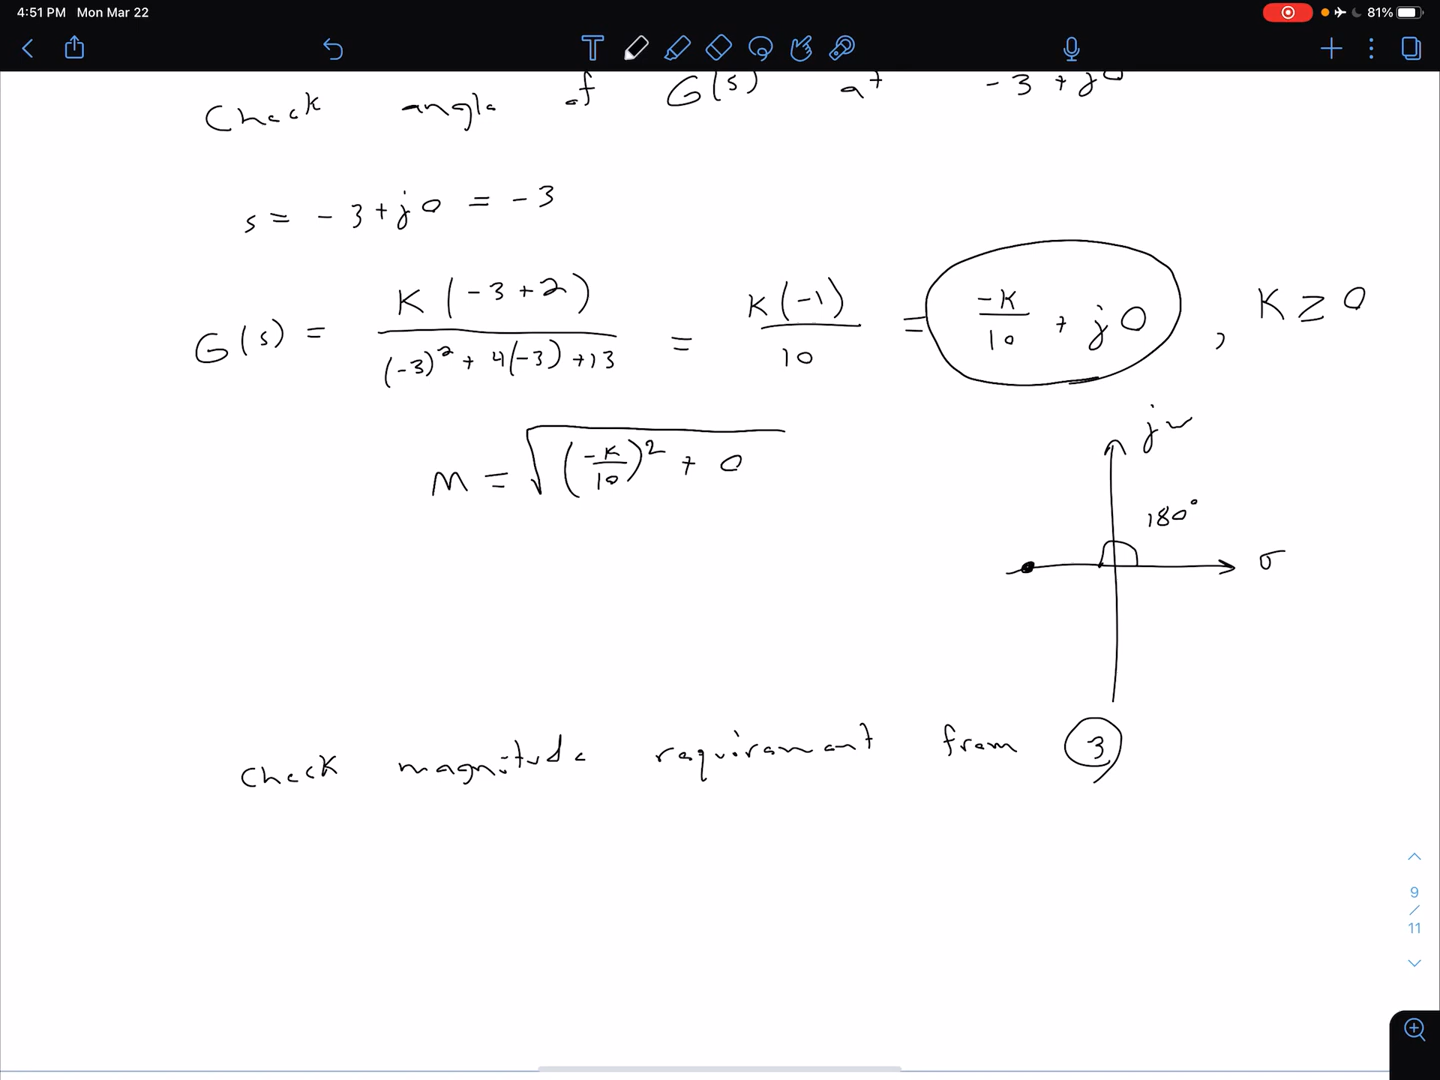 4:51 PM Mon Mar 22
81%
T
Check angle of G(s) at -3 + j0
s = -3 + j0 = -3
G(s) = K(-3+2) / ((-3)² + 4(-3) + 13) = K(-1) / 10 = -K/10 + j0 , K ≥ 0
M = √((-K/10)² + 0)
jω
180°
σ
Check magnitude requirement from ③
9
/
11